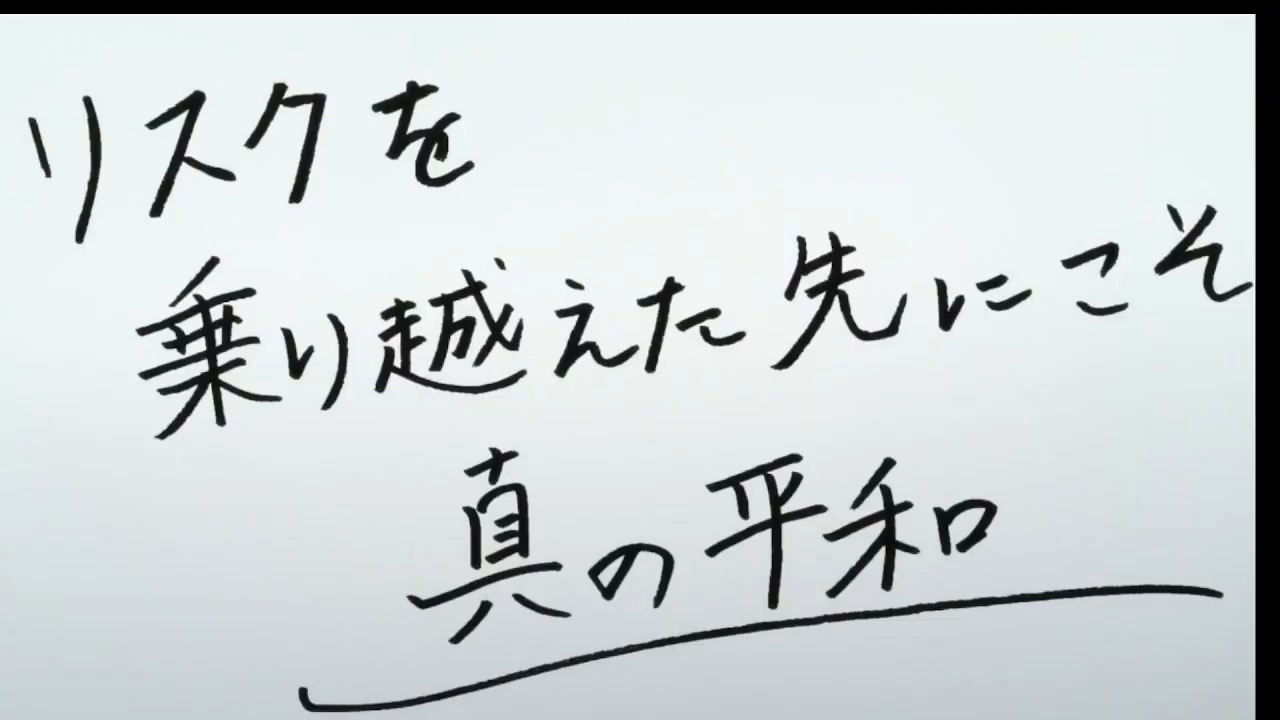 リスクを
乗り越えた先にこそ
真の平和